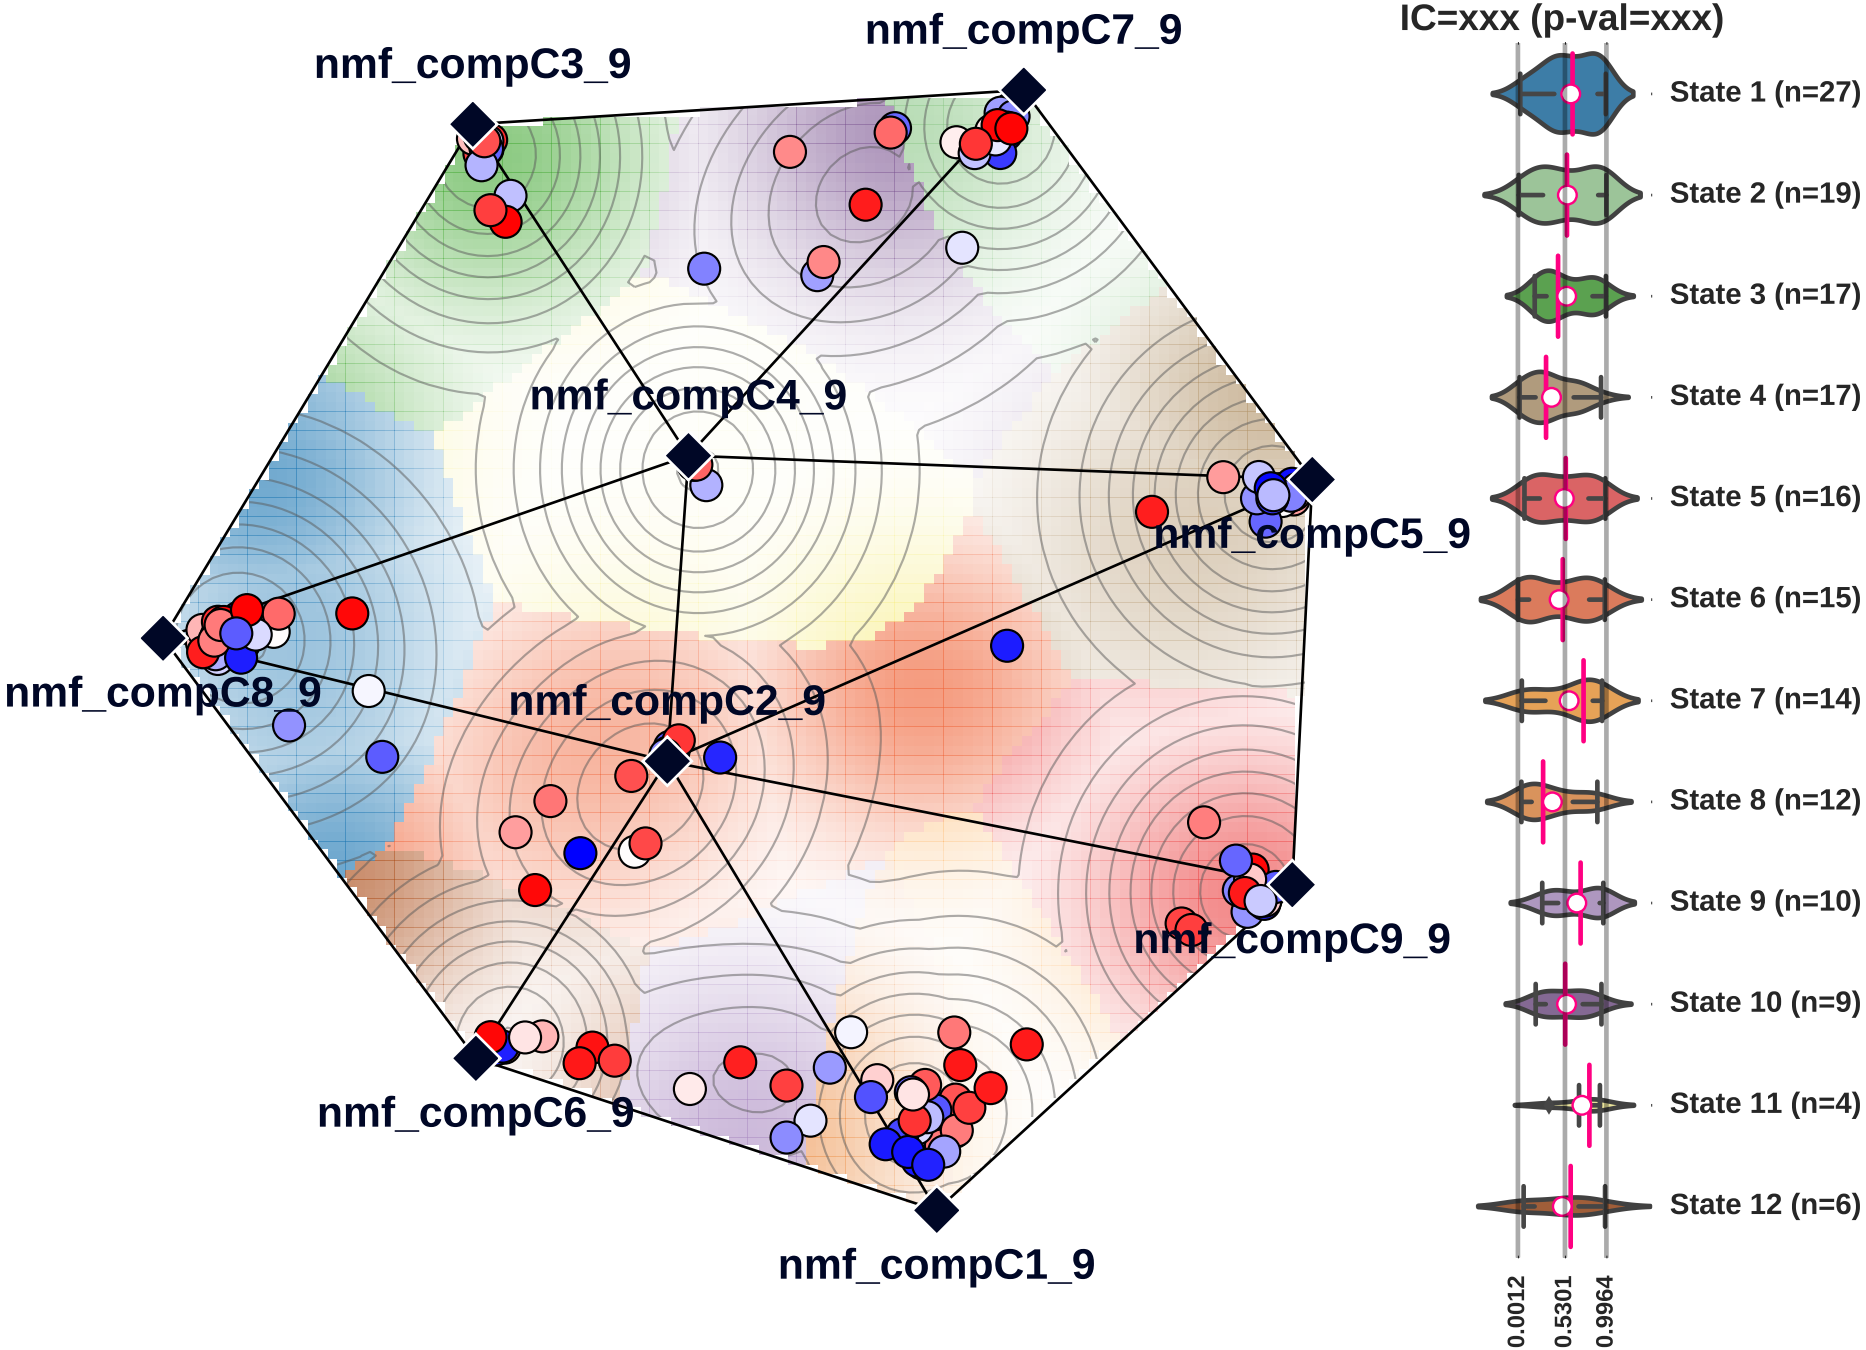 IC=xxx (p-val=xxx)
nmf_compC7_9
nmf_compC3_9
State 1 (n=27)
State 2 (n=19)
State 3 (n=17)
nmf_compC4_9
State 4 (n=17)
State 5 (n=16)
nmf_compC5_9
State 6 (n=15)
nmf_compC8_9
nmf_compC2_9
State 7 (n=14)
State 8 (n=12)
State 9 (n=10)
nmf_compC9_9
State 10 (n=9)
nmf_compC6_9
State 11 (n=4)
State 12 (n=6)
nmf_compC1_9
0.0012
0.5301
0.9964